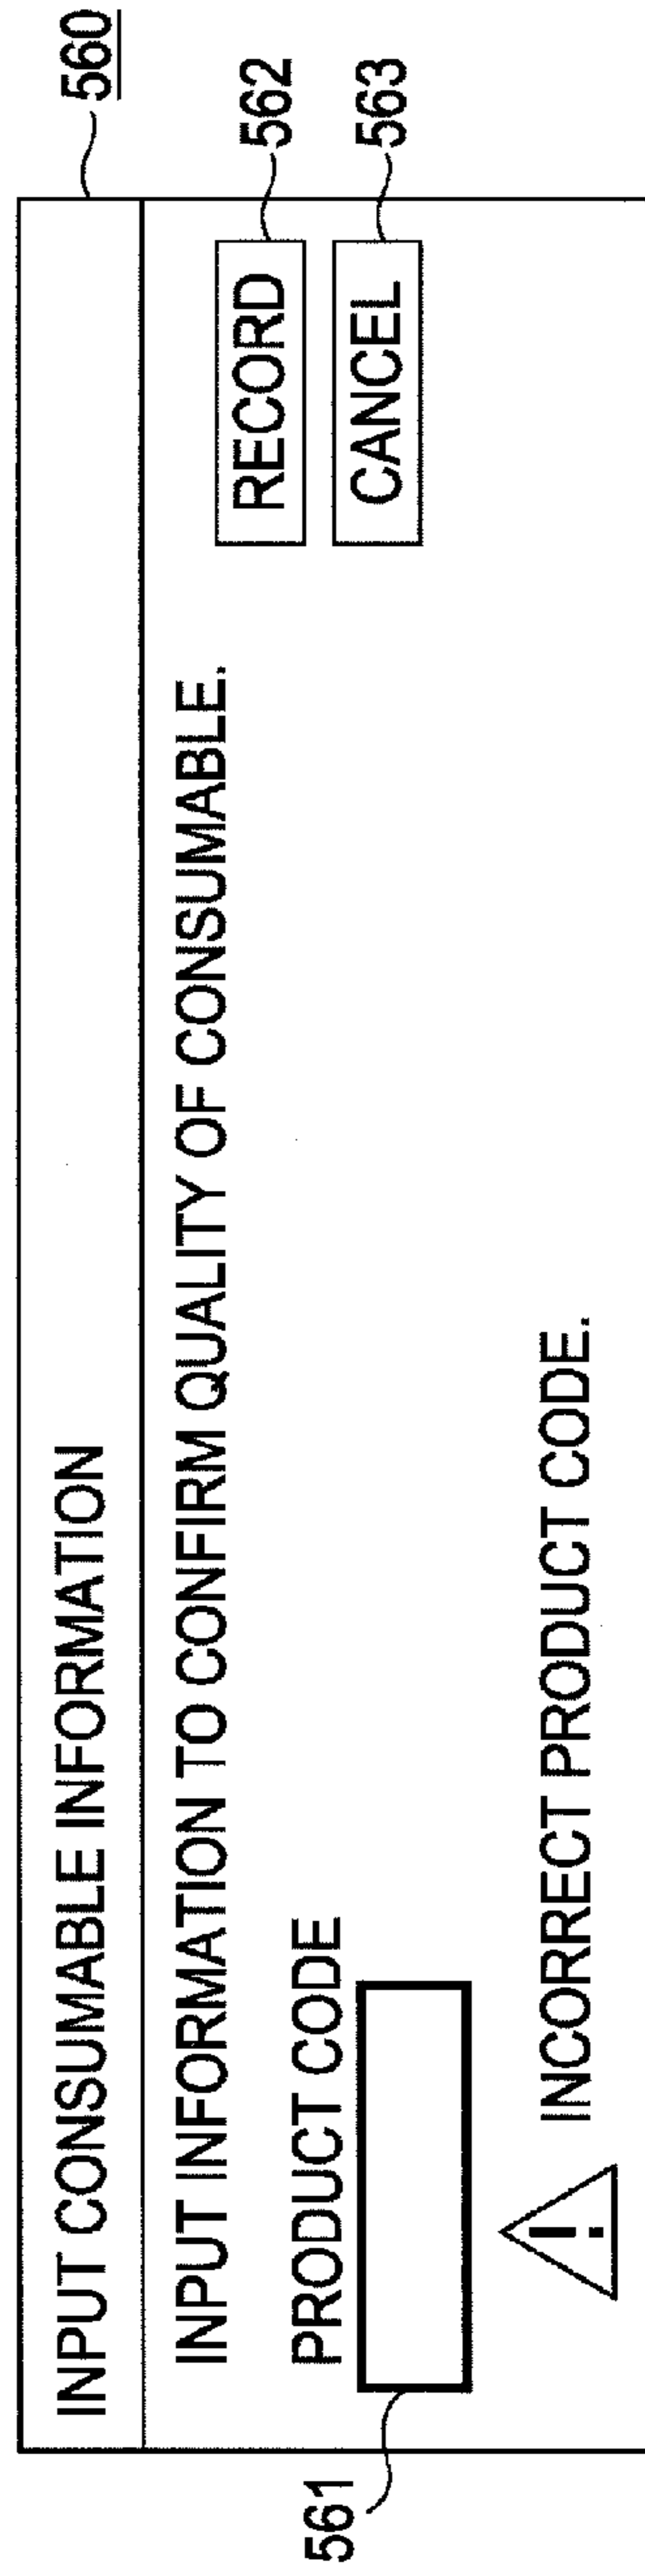 560
INPUT CONSUMABLE INFORMATION
INPUT INFORMATION TO CONFIRM QUALITY OF CONSUMABLE.
RECORD
562
PRODUCT CODE
CANCEL
563
561
! INCORRECT PRODUCT CODE.